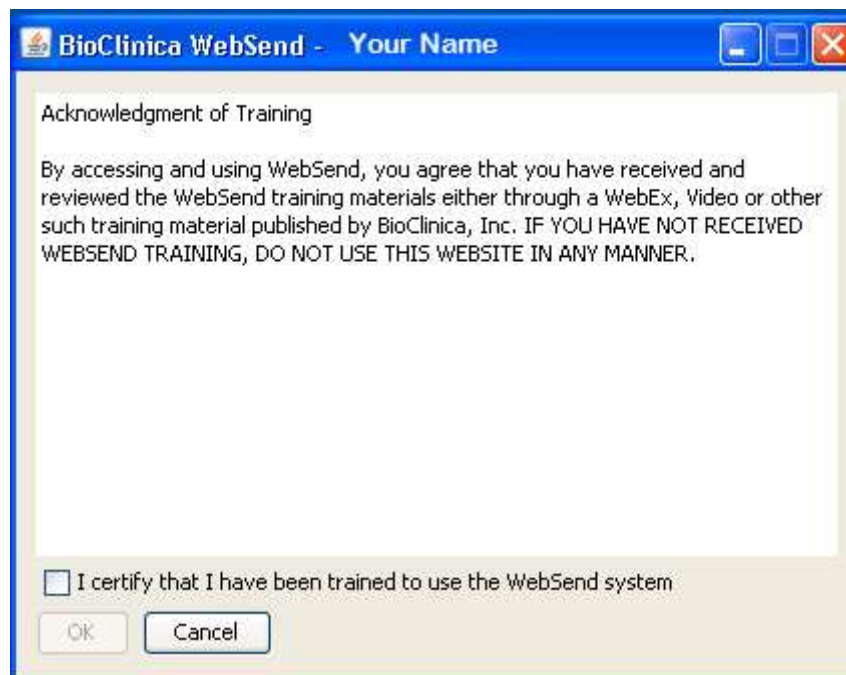 BioClinica WebSend - Your Name
Acknowledgment of Training
By accessing and using WebSend, you agree that you have received and
reviewed the WebSend training materials either through a WebEx, Video or other
such training material published by BioClinica, Inc. IF YOU HAVE NOT RECEIVED
WEBSEND TRAINING, DO NOT USE THIS WEBSITE IN ANY MANNER.
I certify that I have been trained to use the WebSend system
OK Cancel